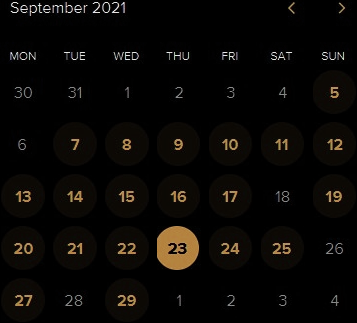 September 2021
MON TUE WED THU FRI SAT SUN
30 31 1 2 3 4 5
6 7 8 9 10 11 12
13 14 15 16 17 18 19
20 21 22 23 24 25 26
27 28 29 1 2 3 4